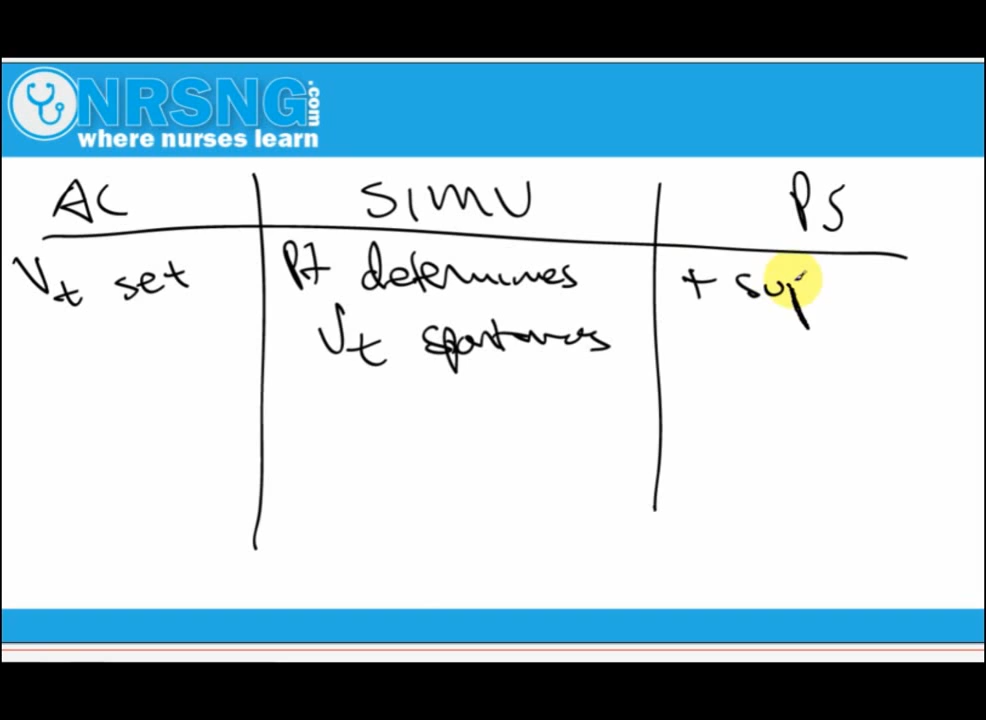 NRSNG.com
where nurses learn
AC SIMV PS
Vt set
Pt determines
Vt spontaneous
+ sup